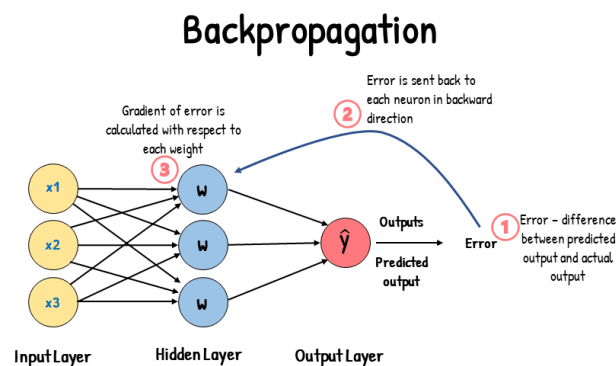 Backpropagation
Error is sent back to
each neuron in backward
direction
2
Gradient of error is
calculated with respect to
each weight
3
x1
x2
x3
w
w
w
Ŷ
Outputs
Predicted
output
Error
1
Error - difference
between predicted
output and actual
output
Input Layer
Hidden Layer
Output Layer